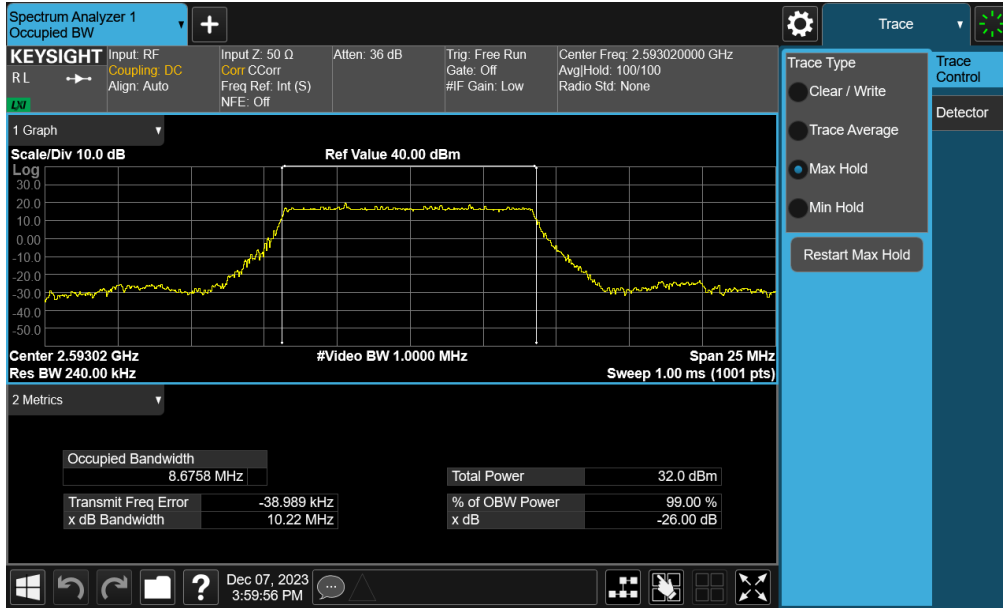 Spectrum Analyzer 1
Occupied BW
+
Trace
KEYSIGHT
RL
LXI
Input: RF
Coupling: DC
Align: Auto
Input Z: 50 Ω
Corr CCorr
Freq Ref: Int (S)
NFE: Off
Atten: 36 dB
Trig: Free Run
Gate: Off
#IF Gain: Low
Center Freq: 2.593020000 GHz
Avg|Hold: 100/100
Radio Std: None
1 Graph
Scale/Div 10.0 dB
Ref Value 40.00 dBm
Log
30.0
20.0
10.0
0.00
-10.0
-20.0
-30.0
-40.0
-50.0
Center 2.59302 GHz
#Video BW 1.0000 MHz
Span 25 MHz
Res BW 240.00 kHz
Sweep 1.00 ms (1001 pts)
2 Metrics
Occupied Bandwidth
8.6758 MHz
Total Power 32.0 dBm
Transmit Freq Error -38.989 kHz
% of OBW Power 99.00 %
x dB Bandwidth 10.22 MHz
x dB -26.00 dB
Trace Type
Clear / Write
Trace Average
Max Hold
Min Hold
Restart Max Hold
Trace
Control
Detector
?
Dec 07, 2023
3:59:56 PM